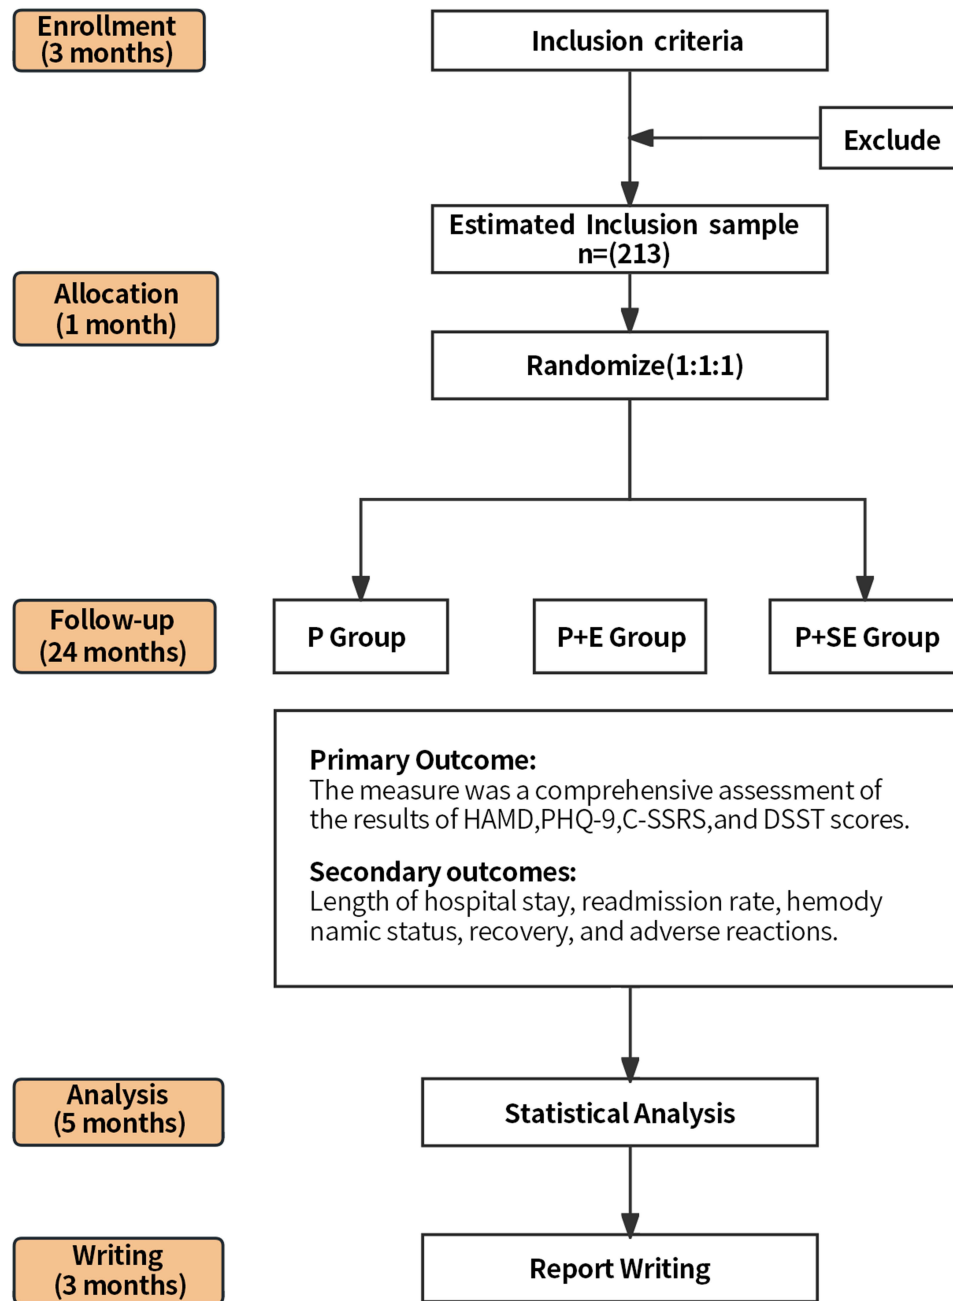 Enrollment
(3 months)
Inclusion criteria
Exclude
Estimated Inclusion sample
n=(213)
Allocation
(1 month)
Randomize(1:1:1)
Follow-up
(24 months)
P Group
P+E Group
P+SE Group
Primary Outcome:
The measure was a comprehensive assessment of
the results of HAMD,PHQ-9,C-SSRS,and DSST scores.
Secondary outcomes:
Length of hospital stay, readmission rate, hemody
namic status, recovery, and adverse reactions.
Analysis
(5 months)
Statistical Analysis
Writing
(3 months)
Report Writing